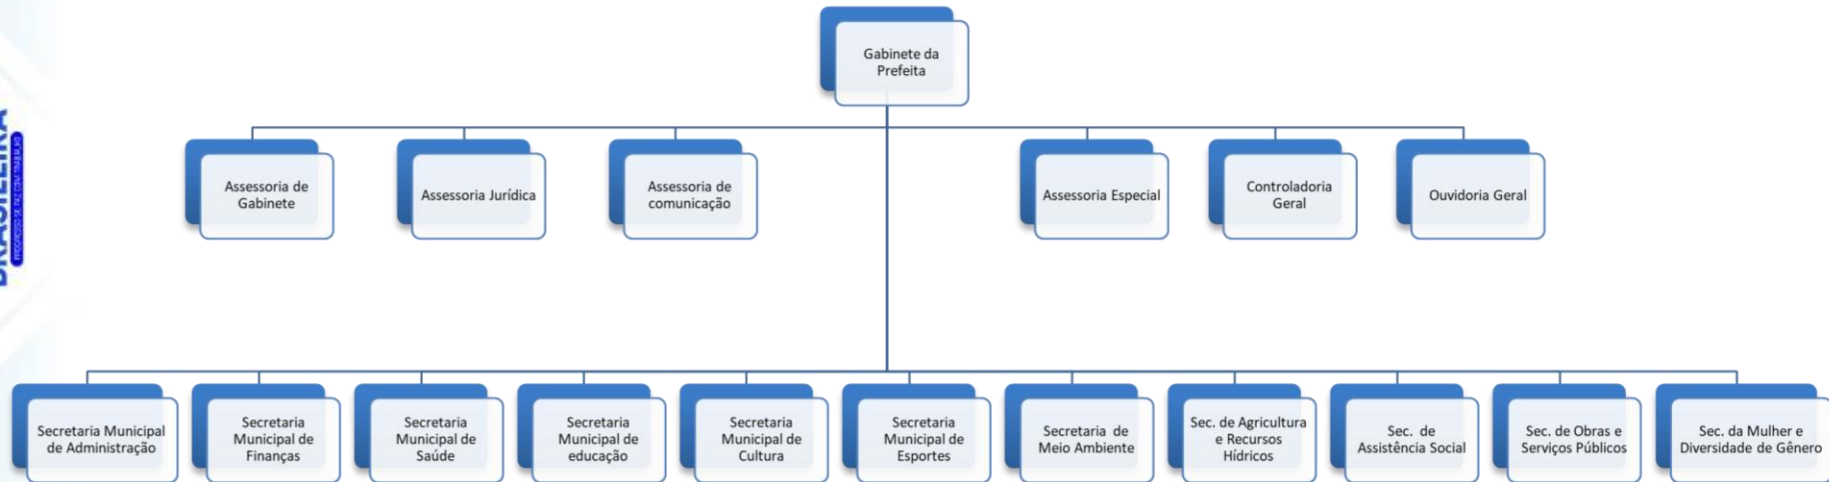 Gabinete da
Prefeita
Assessoria de
Gabinete
Assessoria Jurídica
Assessoria de
comunicação
Assessoria Especial
Controladoria
Geral
Ouvidoria Geral
Secretaria Municipal
de Administração
Secretaria
Municipal de
Finanças
Secretaria
Municipal de
Saúde
Secretaria
Municipal de
educação
Secretaria
Municipal de
Cultura
Secretaria
Municipal de
Esportes
Secretaria de
Meio Ambiente
Sec. de Agricultura
e Recursos
Hídricos
Sec. de
Assistência Social
Sec. de Obras e
Serviços Públicos
Sec. da Mulher e
Diversidade de Gênero